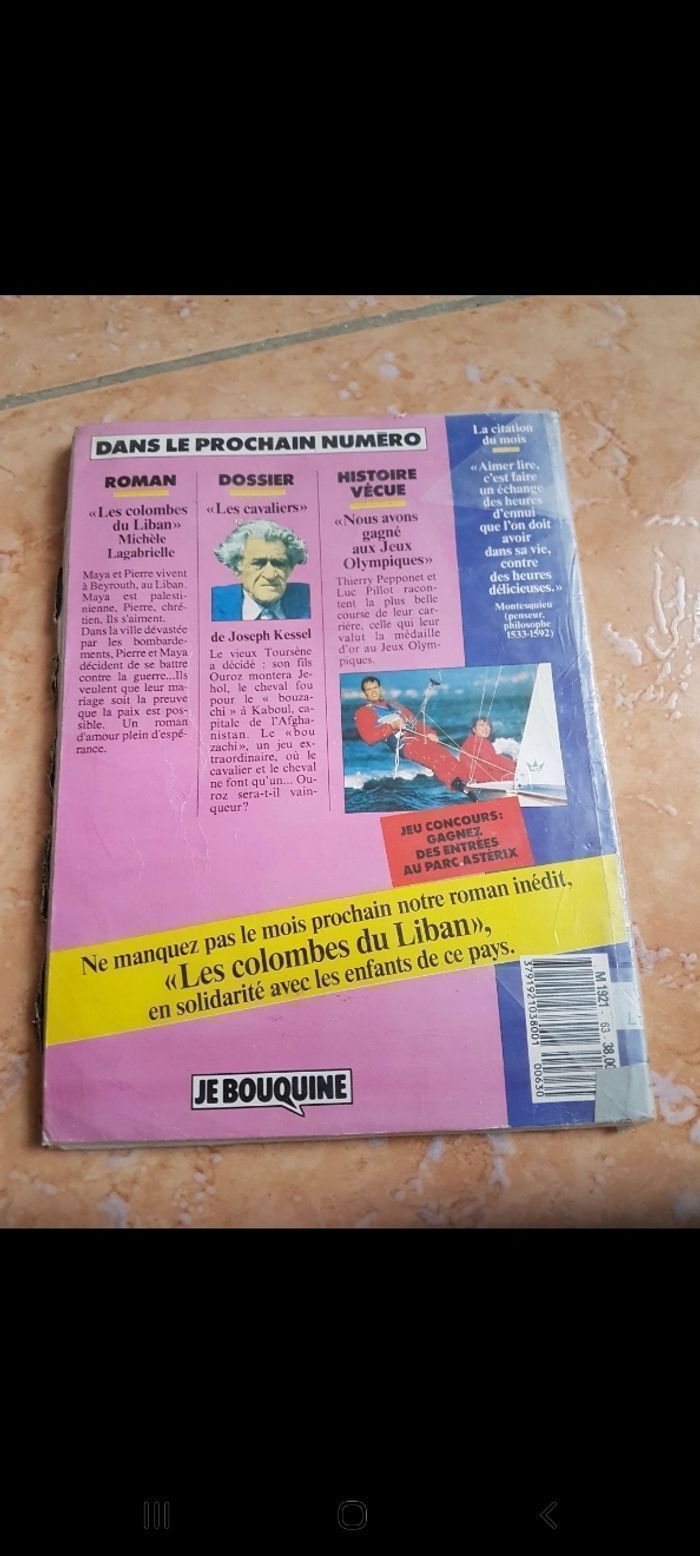 DANS LE PROCHAIN NUMÉRO
ROMAN
«Les colombes
du Liban»
Michèle
Lagabrielle
Maya et Pierre vivent
à Beyrouth, au Liban.
Maya est palesti-
nienne, Pierre, chré-
tien. Ils s'aiment.
Dans la ville dévastée
par les bombarde-
ments, Pierre et Maya
décident de se battre
contre la guerre...Ils
veulent que leur ma-
riage soit la preuve
que la paix est pos-
sible. Un roman
d'amour plein d'espé-
rance.
DOSSIER
«Les cavaliers»
de Joseph Kessel
Le vieux Toursène
a décidé : son fils
Ouroz montera Je-
hol, le cheval fou
pour le « bouza-
chi » à Kaboul, ca-
pitale de l'Afgha-
nistan. Le «bou
zachi», un jeu ex-
traordinaire, où le
cavalier et le cheval
ne font qu'un... Ou-
roz sera-t-il vain-
queur?
HISTOIRE
VÉCUE
«Nous avons
gagné
aux Jeux
Olympiques»
Thierry Pepponet et
Luc Pillot racon-
tent la plus belle
course de leur car-
rière, celle qui leur
valut la médaille
d'or au Jeux Olym-
piques.
La citation
du mois
«Aimer lire,
c'est faire
un échange
des heures
d'ennui
que l'on doit
avoir
dans sa vie,
contre
des heures
délicieuses.»
Montesquieu
(penseur,
philosophe
1533-1592)
JEU CONCOURS:
GAGNEZ
DES ENTRÉES
AU PARC ASTÉRIX
Ne manquez pas le mois prochain notre roman inédit,
«Les colombes du Liban»,
en solidarité avec les enfants de ce pays.
JE BOUQUINE
M 1921 - 63 - 38,00
3791921038001
00630